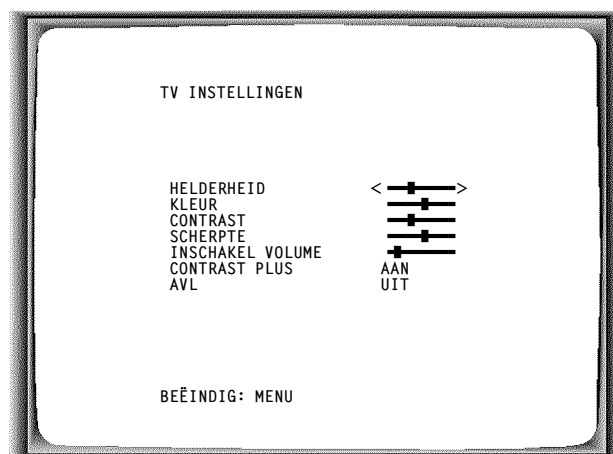 TV INSTELLINGEN
HELDERHEID < >
KLEUR
CONTRAST
SCHERPTE
INSCHAKEL VOLUME
CONTRAST PLUS AAN
AVL UIT
BEËINDIG: MENU